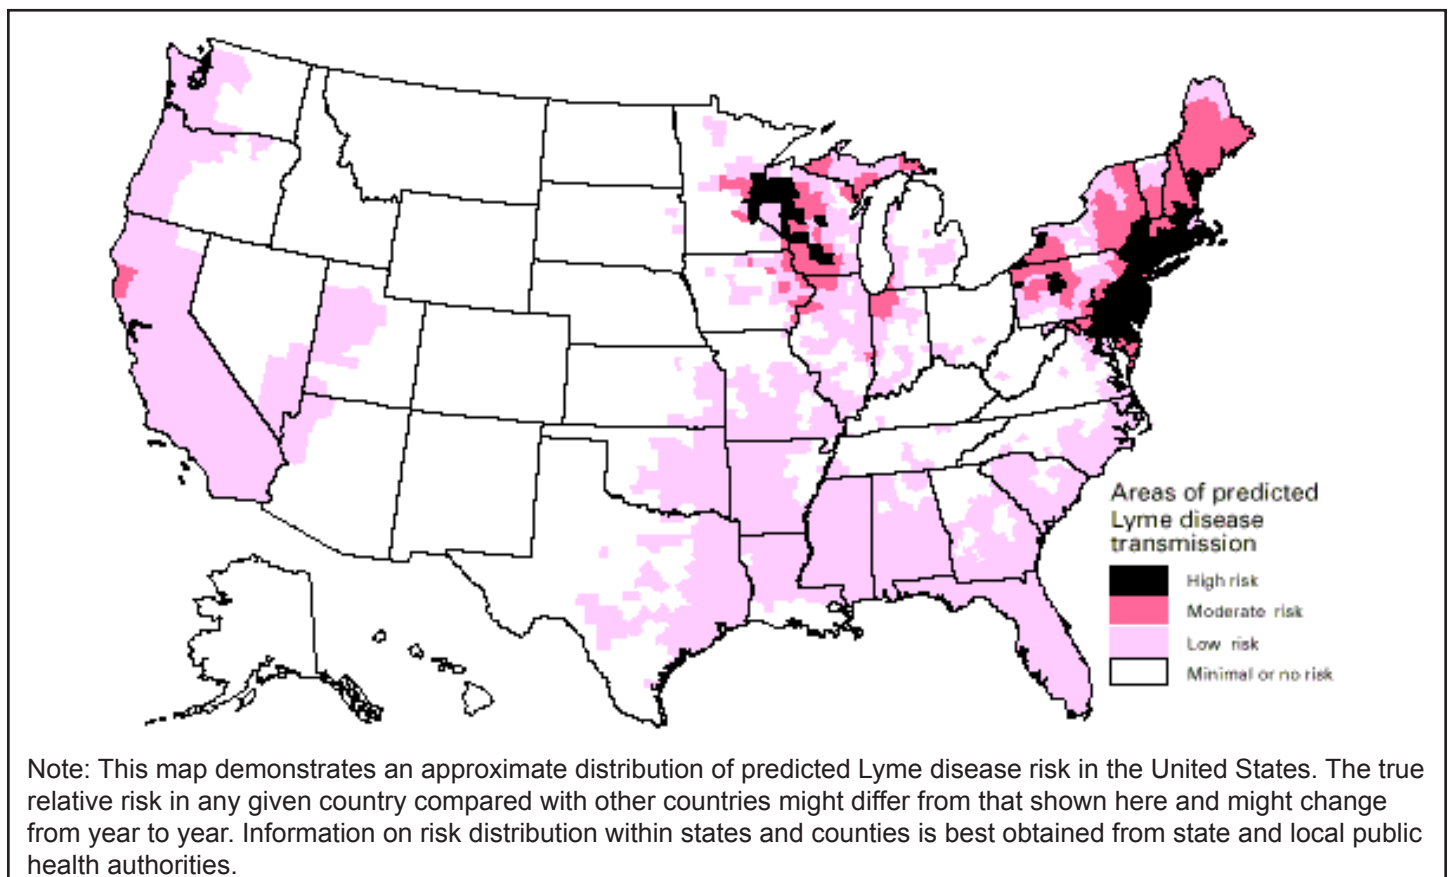 Areas of predicted
Lyme disease
transmission
High risk
Moderate risk
Low risk
Minimal or no risk
Note: This map demonstrates an approximate distribution of predicted Lyme disease risk in the United States. The true
relative risk in any given country compared with other countries might differ from that shown here and might change
from year to year. Information on risk distribution within states and counties is best obtained from state and local public
health authorities.